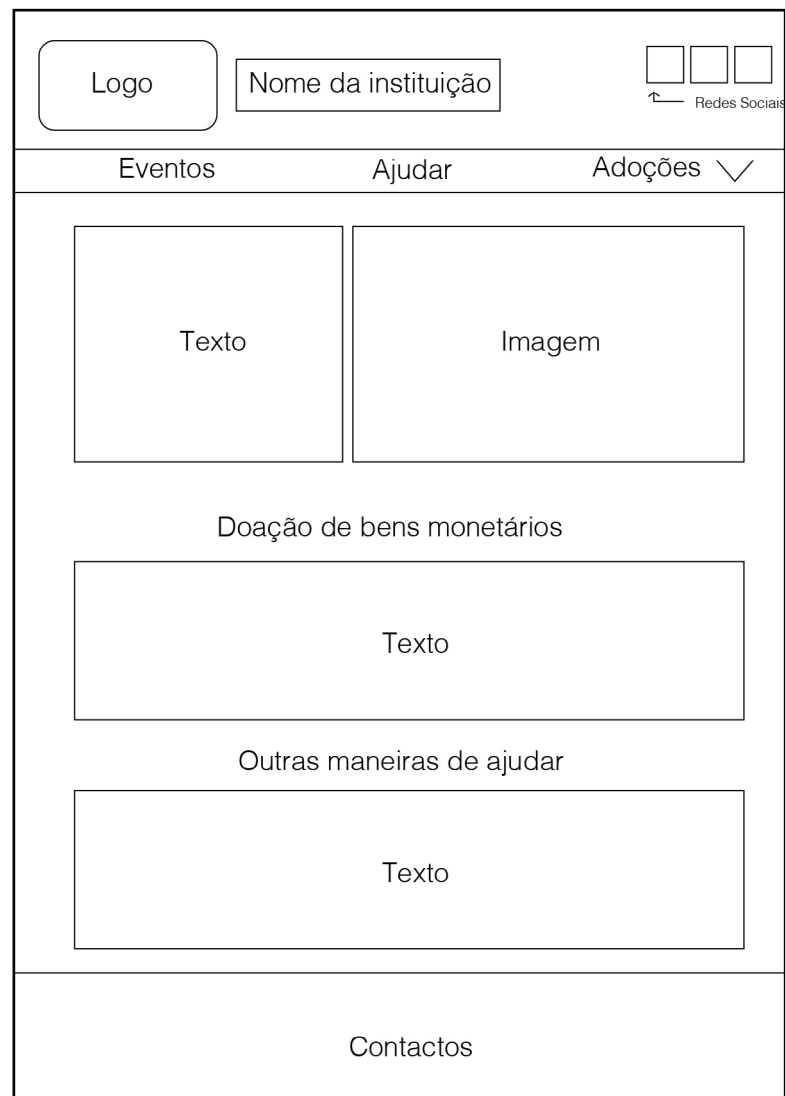 Logo
Nome da instituição
Redes Sociais
Eventos
Ajudar
Adoções
Texto
Imagem
Doação de bens monetários
Texto
Outras maneiras de ajudar
Texto
Contactos